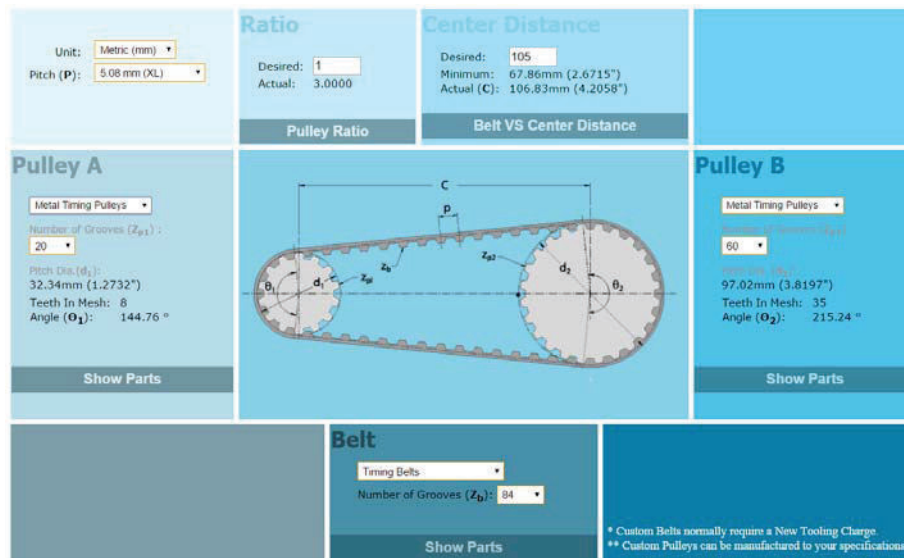 Unit: Metric (mm)
Pitch (P): 5.08 mm (XL)
Ratio
Desired: 1
Actual: 3.0000
Pulley Ratio
Center Distance
Desired: 105
Minimum: 67.86mm (2.6715")
Actual (C): 106.83mm (4.2058")
Belt VS Center Distance
Pulley A
Metal Timing Pulleys
Number of Grooves (Zp1) :
20
Pitch Dia.(d1):
32.34mm (1.2732")
Teeth In Mesh: 8
Angle (Θ1): 144.76 °
Show Parts
C
P
Zb
Zp1
Zp2
d1
d2
θ1
θ2
Pulley B
Metal Timing Pulleys
60
97.02mm (3.8197")
Teeth In Mesh: 35
Angle (Θ2): 215.24 °
Show Parts
Belt
Timing Belts
Number of Grooves (Zb): 84
Show Parts
* Custom Belts normally require a New Tooling Charge.
** Custom Pulleys can be manufactured to your specifications